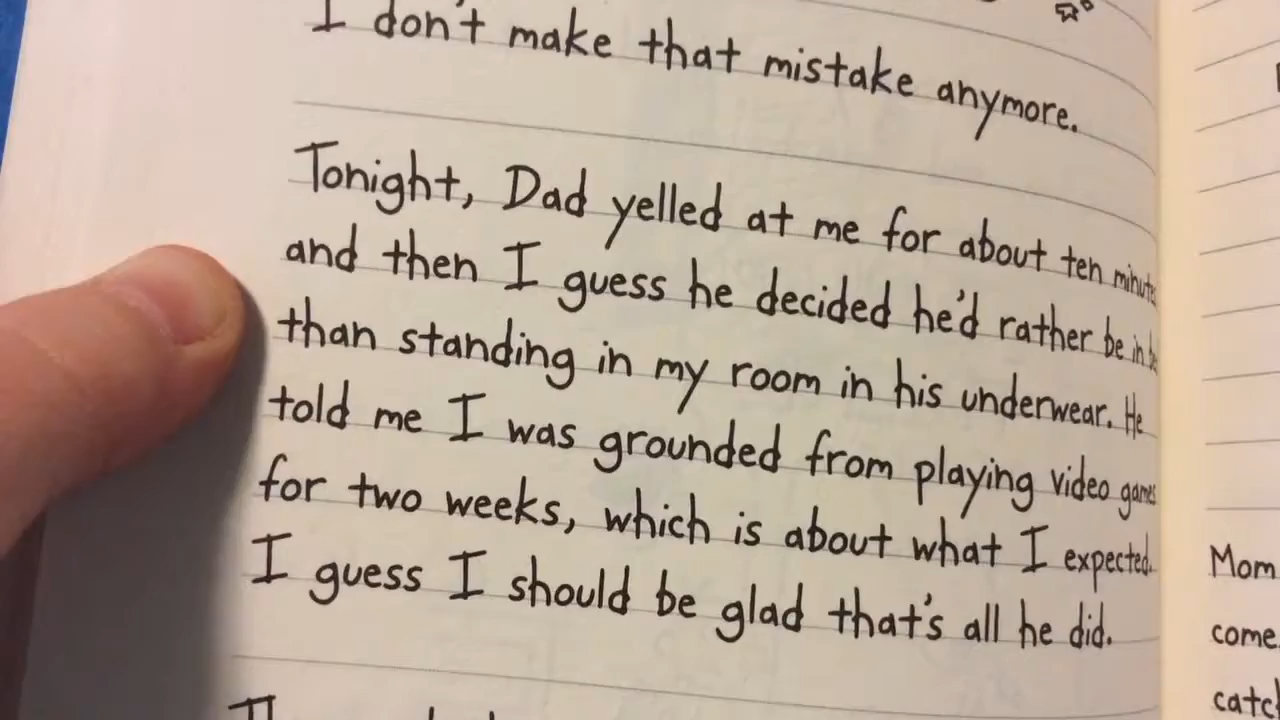 I don't make that mistake anymore.
Tonight, Dad yelled at me for about ten minute
and then I guess he decided he'd rather be in
than standing in my room in his underwear. He
told me I was grounded from playing video games
for two weeks, which is about what I expected.
I guess I should be glad that's all he did.
Mom
come
catch